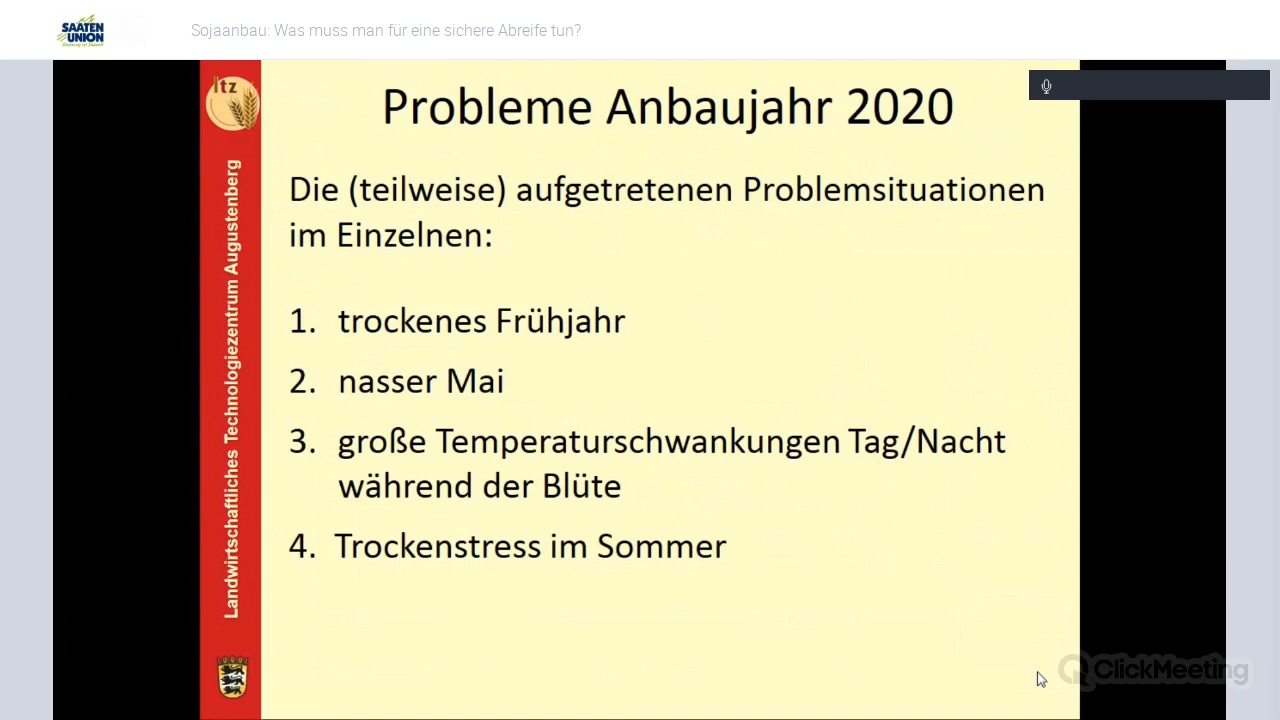 SAATEN
UNION
Sojaanbau: Was muss man für eine sichere Abreife tun?
ltz
Landwirtschaftliches Technologiezentrum Augustenberg
Probleme Anbaujahr 2020
Die (teilweise) aufgetretenen Problemsituationen
im Einzelnen:
1. trockenes Frühjahr
2. nasser Mai
3. große Temperaturschwankungen Tag/Nacht
während der Blüte
4. Trockenstress im Sommer
ClickMeeting